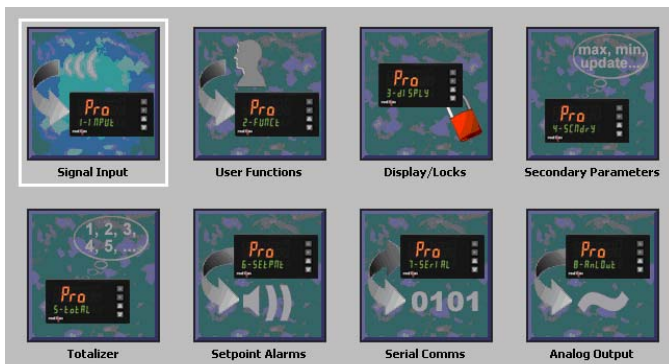 Pro
1-INPUt
Signal Input
Pro
2-FUNCt
User Functions
Pro
3-diSPLY
Display/Locks
max, min,
update...
Pro
4-SCNdrY
Secondary Parameters
1, 2, 3,
4, 5, ...
Pro
5-totAL
Totalizer
Pro
6-SEtPNt
Setpoint Alarms
Pro
7-SErIAL
0101
Serial Comms
Pro
8-AnLOut
Analog Output